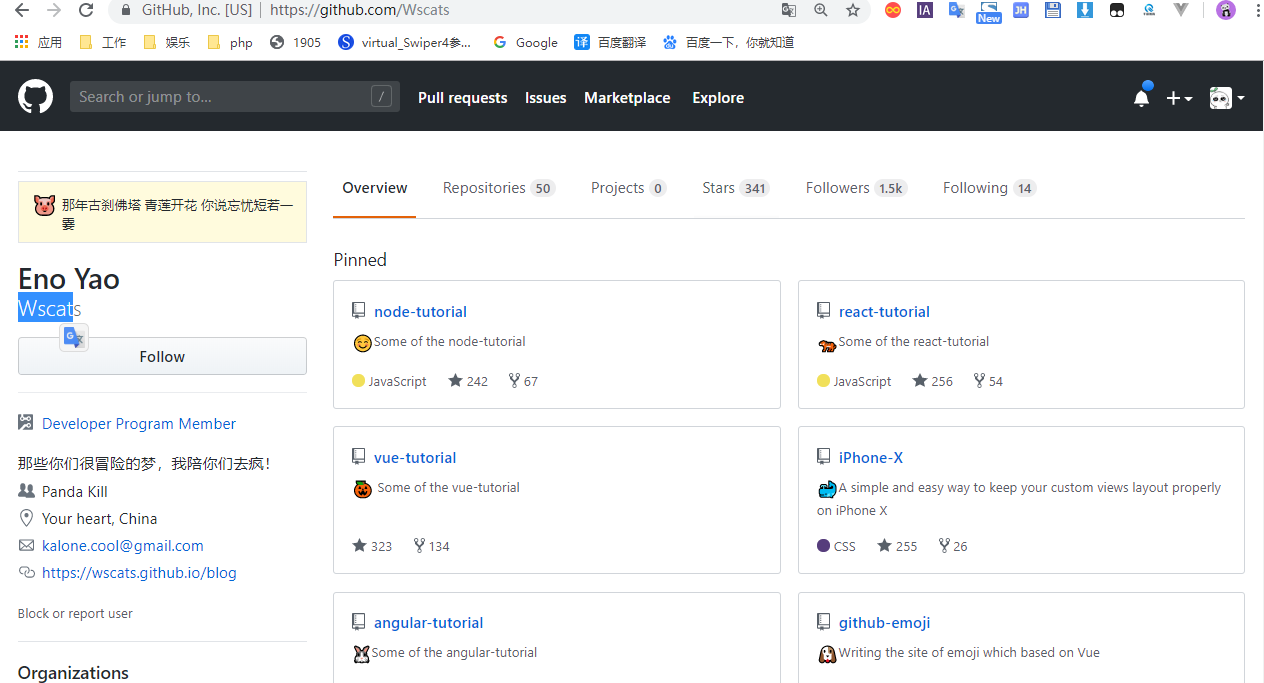 GitHub, Inc. [US] | https://github.com/Wscats
New
IA
JH
应用
工作
娱乐
php
1905
virtual_Swiper4参...
Google
译
百度翻译
百度一下，你就知道
Search or jump to...
/
Pull requests
Issues
Marketplace
Explore
那年古刹佛塔 青莲开花 你说忘忧短若一
霎
Eno Yao
Wscats
Follow
Developer Program Member
那些你们很冒险的梦，我陪你们去疯！
Panda Kill
Your heart, China
kalone.cool@gmail.com
https://wscats.github.io/blog
Block or report user
Organizations
Overview
Repositories 50
Projects 0
Stars 341
Followers 1.5k
Following 14
Pinned
node-tutorial
Some of the node-tutorial
JavaScript 242 67
react-tutorial
Some of the react-tutorial
JavaScript 256 54
vue-tutorial
Some of the vue-tutorial
323 134
iPhone-X
A simple and easy way to keep your custom views layout properly
on iPhone X
CSS 255 26
angular-tutorial
Some of the angular-tutorial
github-emoji
Writing the site of emoji which based on Vue